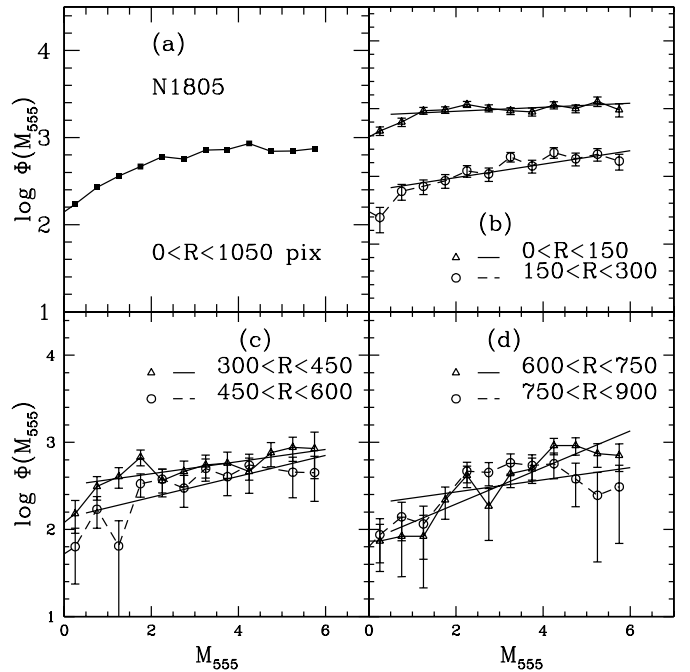 4
3
2
1
log Φ(M555)
(a)
N1805
0<R<1050 pix
(b)
0<R<150
150<R<300
4
3
2
1
log Φ(M555)
(c)
300<R<450
450<R<600
(d)
600<R<750
750<R<900
0 2 4 6
0 2 4 6
M555
M555